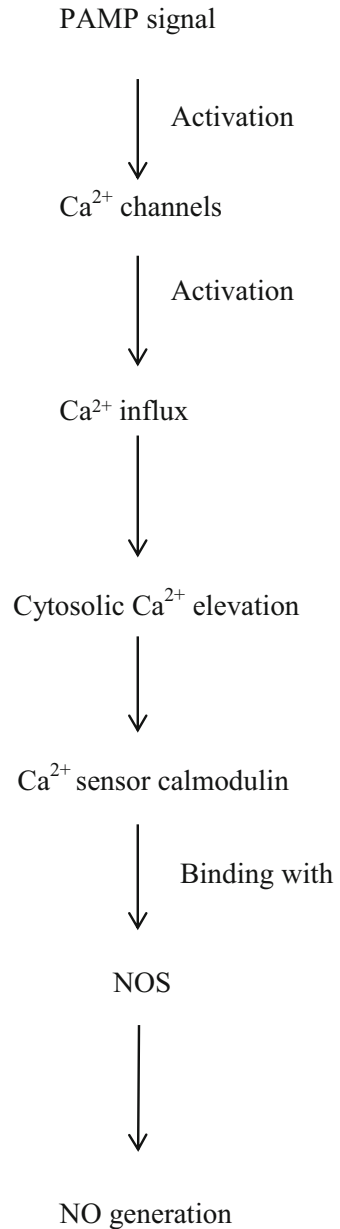 PAMP signal
Activation
Ca²⁺ channels
Activation
Ca²⁺ influx
Cytosolic Ca²⁺ elevation
Ca²⁺ sensor calmodulin
Binding with
NOS
NO generation